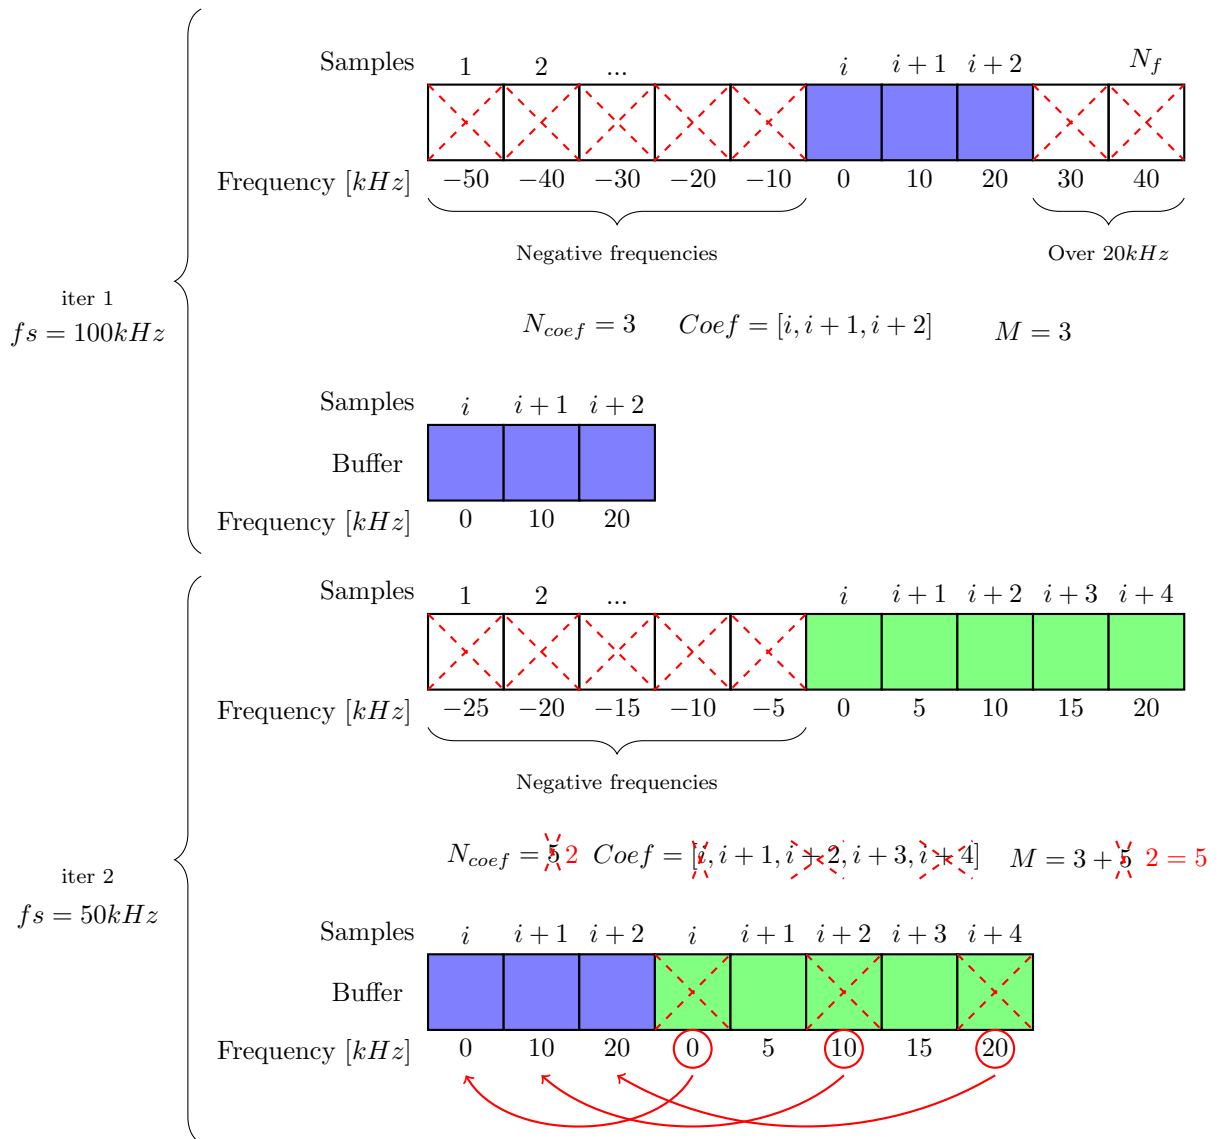 Samples 1 2 ... i i + 1 i + 2 N_f
Frequency [kHz] −50 −40 −30 −20 −10 0 10 20 30 40
Negative frequencies Over 20kHz
iter 1
fs = 100kHz
N_coef = 3 Coef = [i, i + 1, i + 2] M = 3
Samples i i + 1 i + 2
Buffer
Frequency [kHz] 0 10 20
Samples 1 2 ... i i + 1 i + 2 i + 3 i + 4
Frequency [kHz] −25 −20 −15 −10 −5 0 5 10 15 20
Negative frequencies
iter 2
fs = 50kHz
N_coef = 5 2 Coef = [i, i + 1, i + 2, i + 3, i + 4] M = 3 + 5 2 = 5
Samples i i + 1 i + 2 i i + 1 i + 2 i + 3 i + 4
Buffer
Frequency [kHz] 0 10 20 0 5 10 15 20